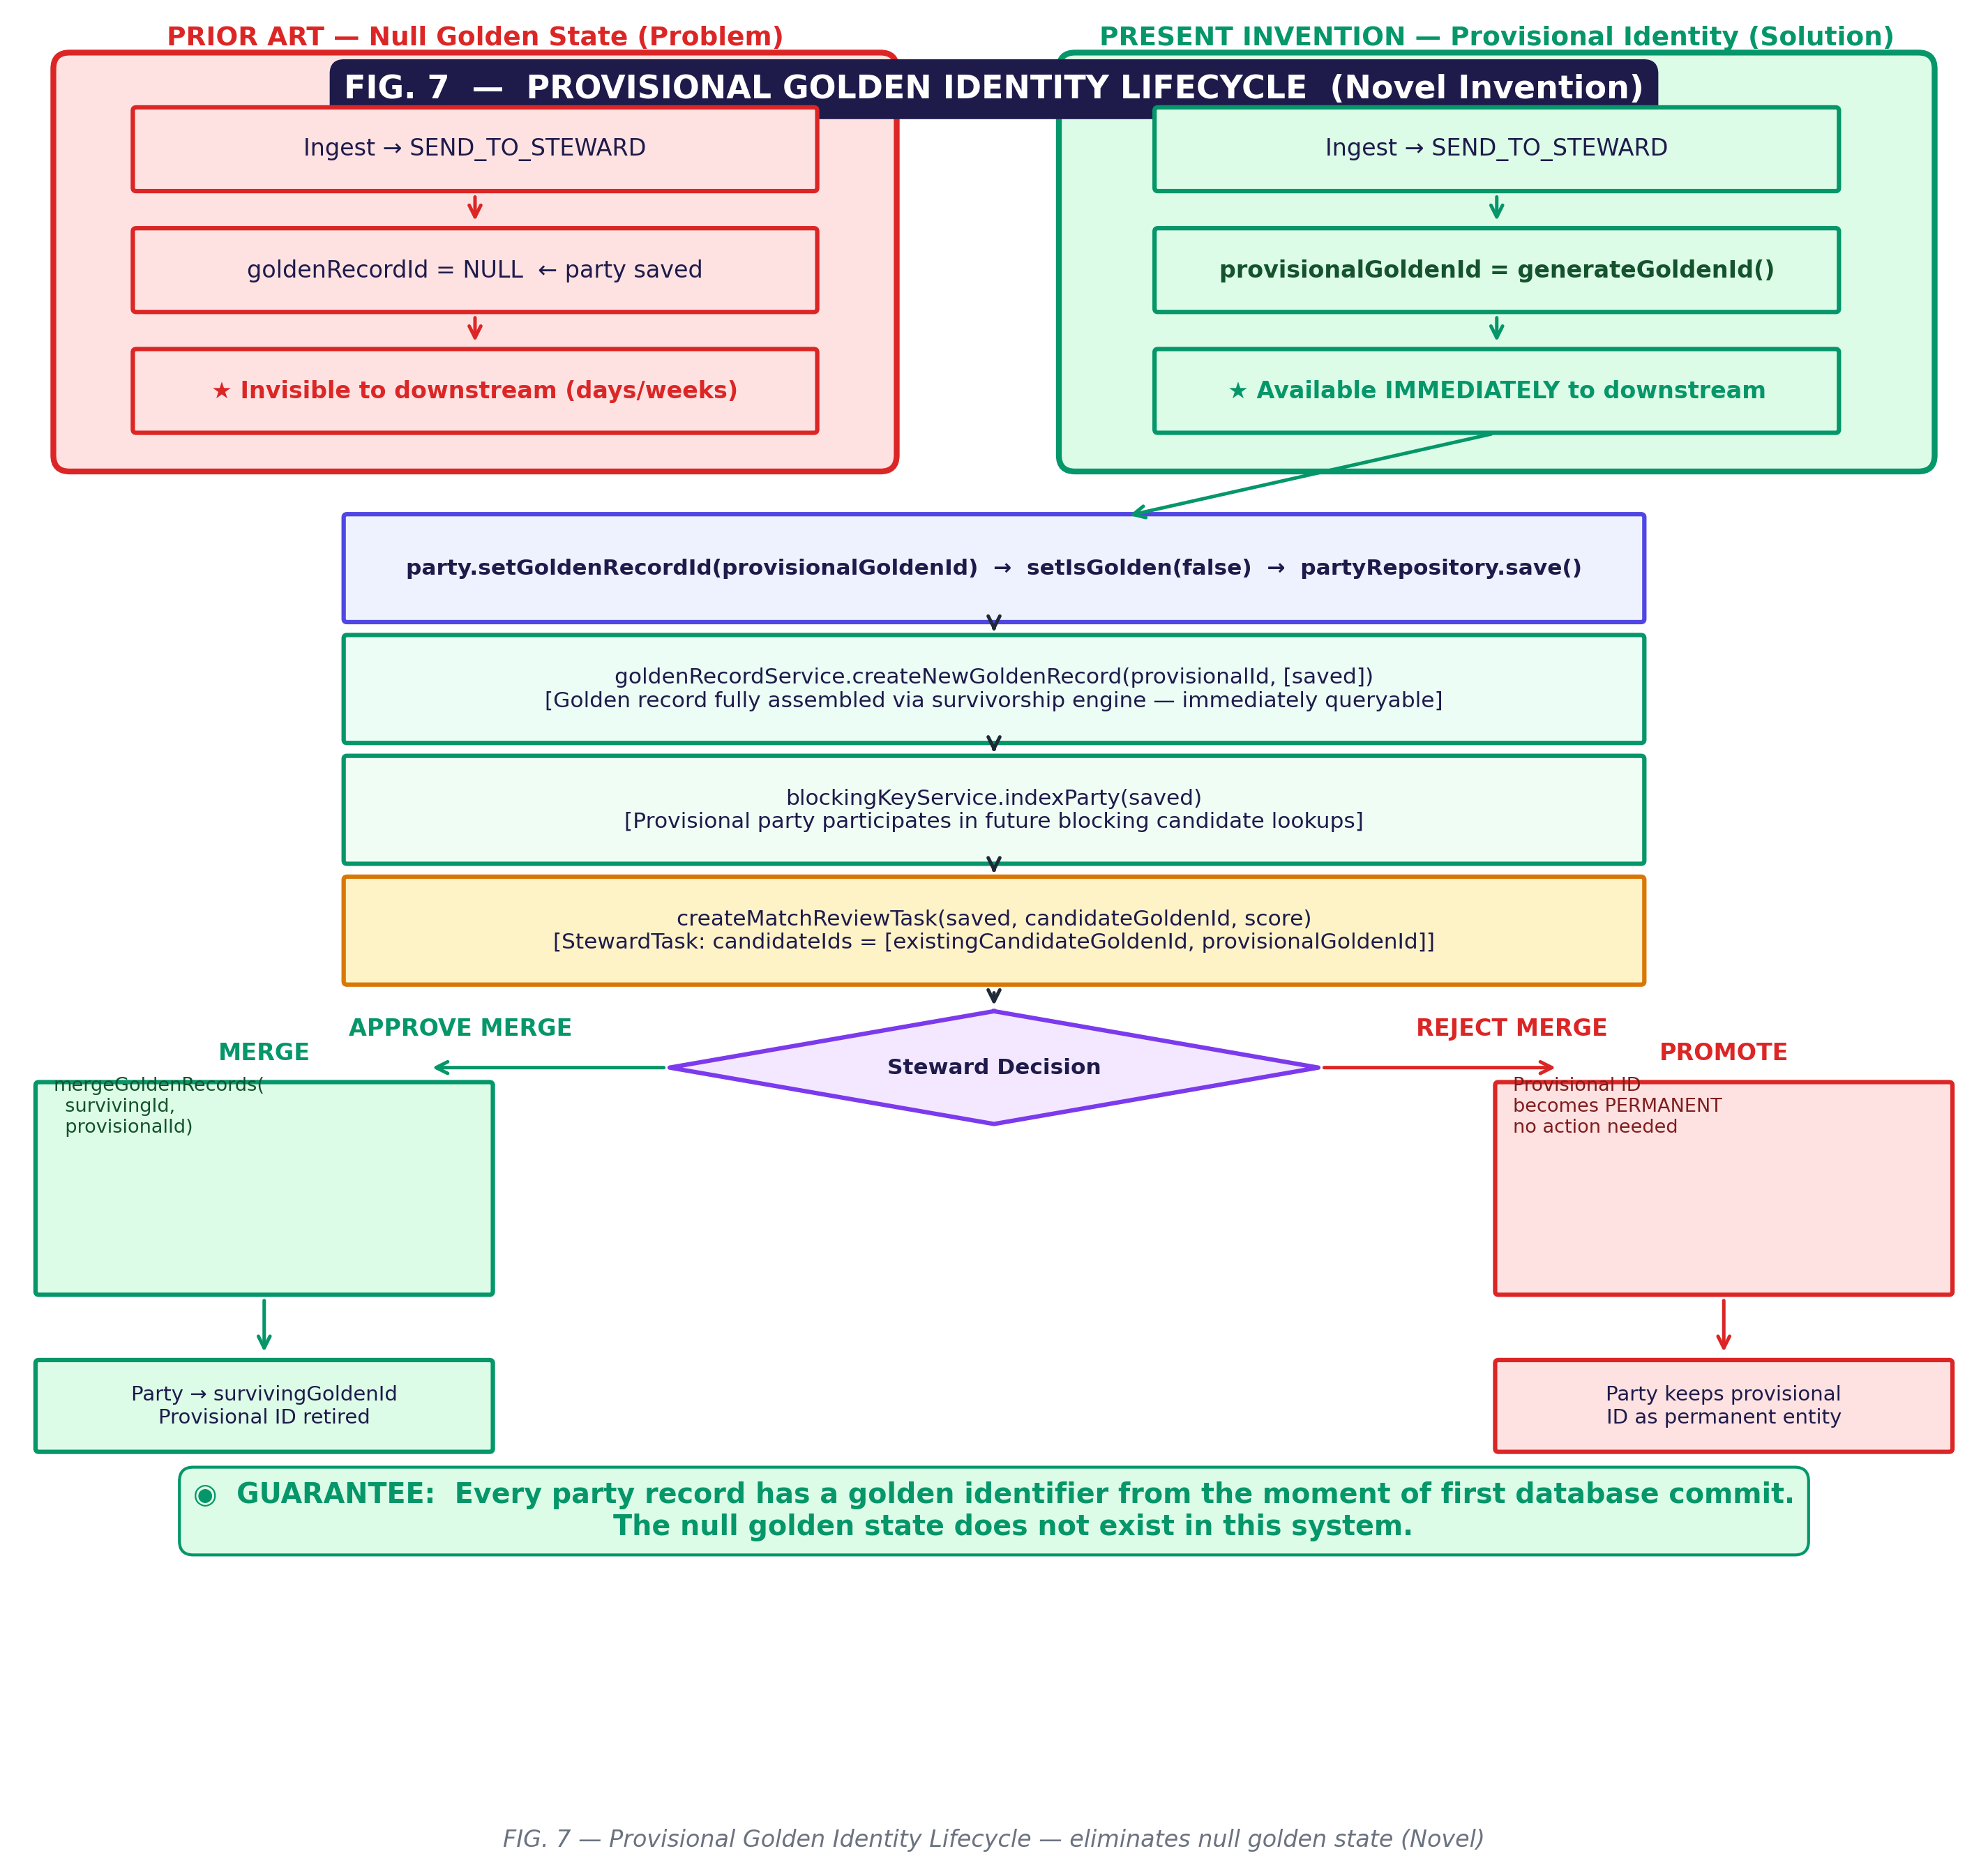 PRIOR ART — Null Golden State (Problem)
PRESENT INVENTION — Provisional Identity (Solution)
FIG. 7 — PROVISIONAL GOLDEN IDENTITY LIFECYCLE (Novel Invention)
Ingest → SEND_TO_STEWARD
goldenRecordId = NULL ← party saved
★ Invisible to downstream (days/weeks)
Ingest → SEND_TO_STEWARD
provisionalGoldenId = generateGoldenId()
★ Available IMMEDIATELY to downstream
party.setGoldenRecordId(provisionalGoldenId) → setIsGolden(false) → partyRepository.save()
goldenRecordService.createNewGoldenRecord(provisionalId, [saved])
[Golden record fully assembled via survivorship engine — immediately queryable]
blockingKeyService.indexParty(saved)
[Provisional party participates in future blocking candidate lookups]
createMatchReviewTask(saved, candidateGoldenId, score)
[StewardTask: candidateIds = [existingCandidateGoldenId, provisionalGoldenId]]
Steward Decision
APPROVE MERGE
MERGE
mergeGoldenRecords(
survivingId,
provisionalId)
Party → survivingGoldenId
Provisional ID retired
REJECT MERGE
PROMOTE
Provisional ID
becomes PERMANENT
no action needed
Party keeps provisional
ID as permanent entity
◉ GUARANTEE: Every party record has a golden identifier from the moment of first database commit.
The null golden state does not exist in this system.
FIG. 7 — Provisional Golden Identity Lifecycle — eliminates null golden state (Novel)